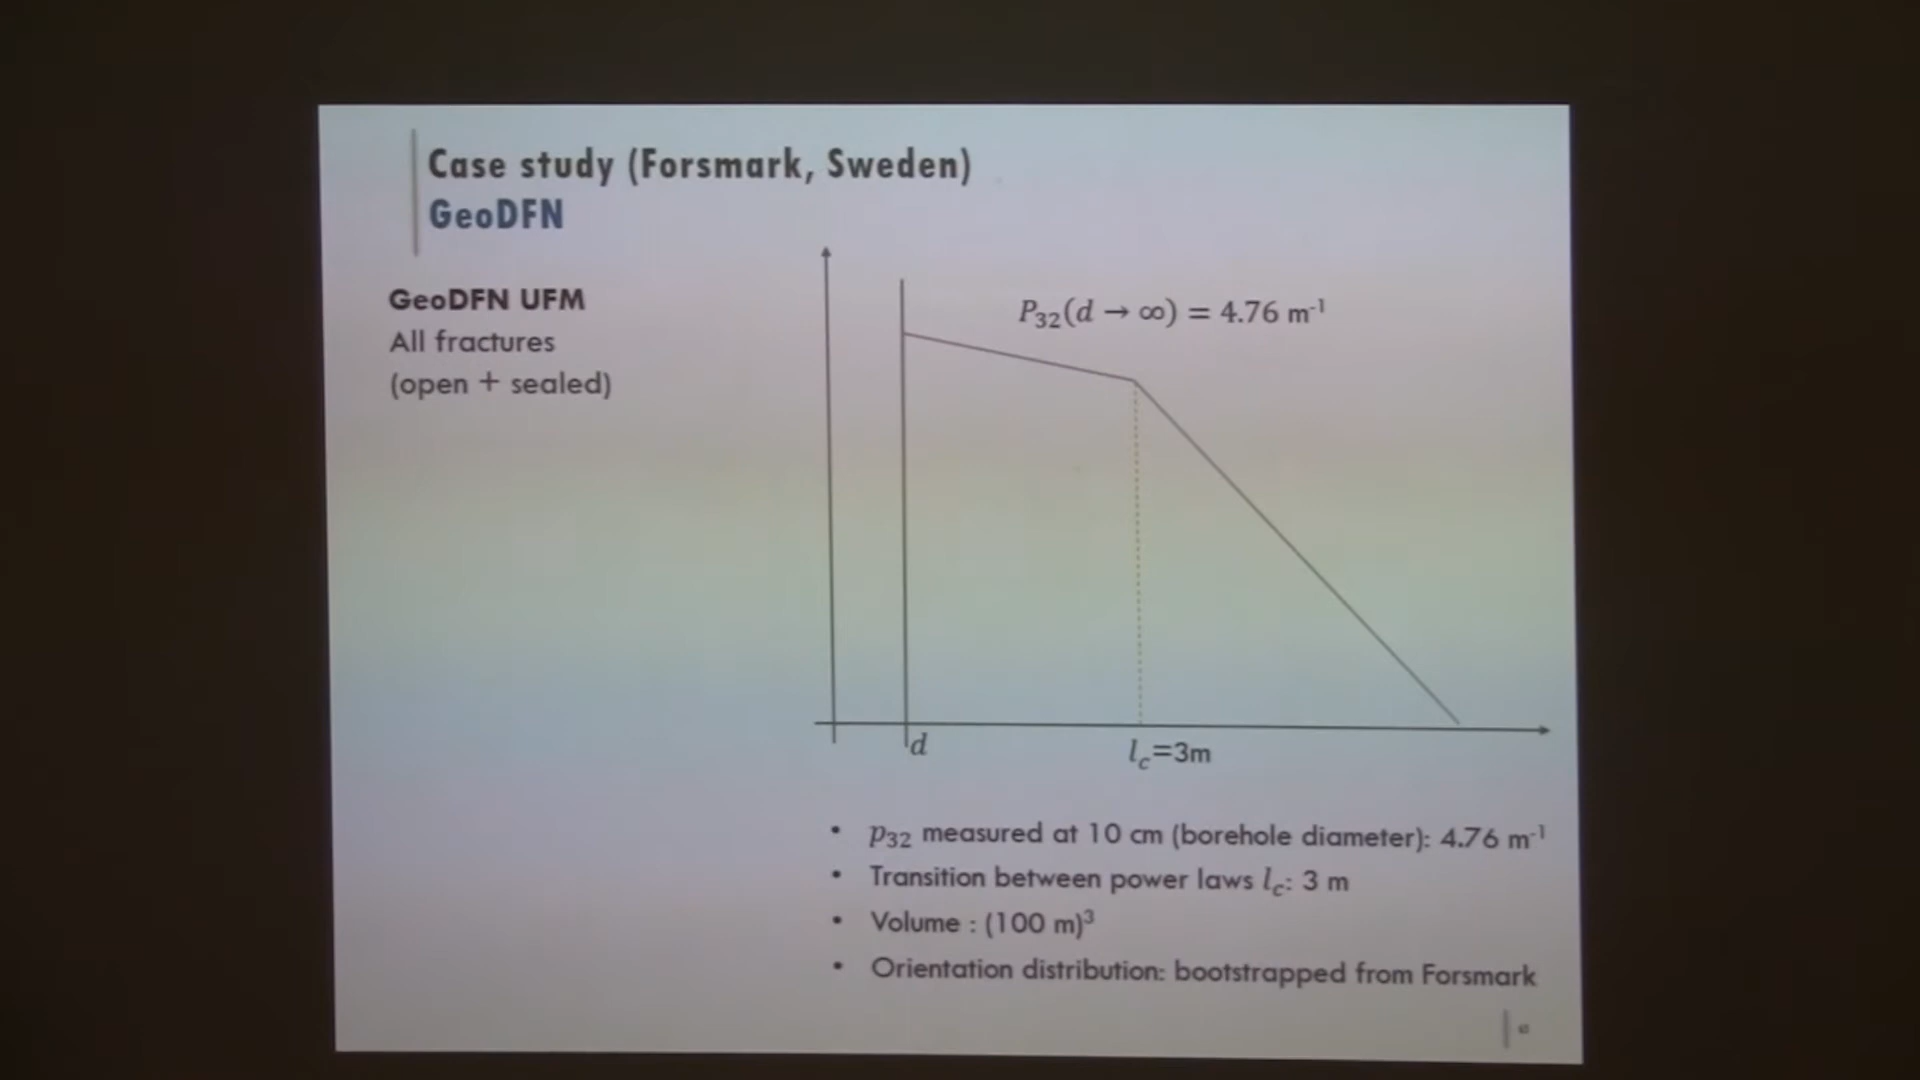 Case study (Forsmark, Sweden)
GeoDFN
GeoDFN UFM
All fractures
(open + sealed)
P₃₂(d → ∞) = 4.76 m⁻¹
d
l_c=3m
• p₃₂ measured at 10 cm (borehole diameter): 4.76 m⁻¹
• Transition between power laws l_c: 3 m
• Volume : (100 m)³
• Orientation distribution: bootstrapped from Forsmark